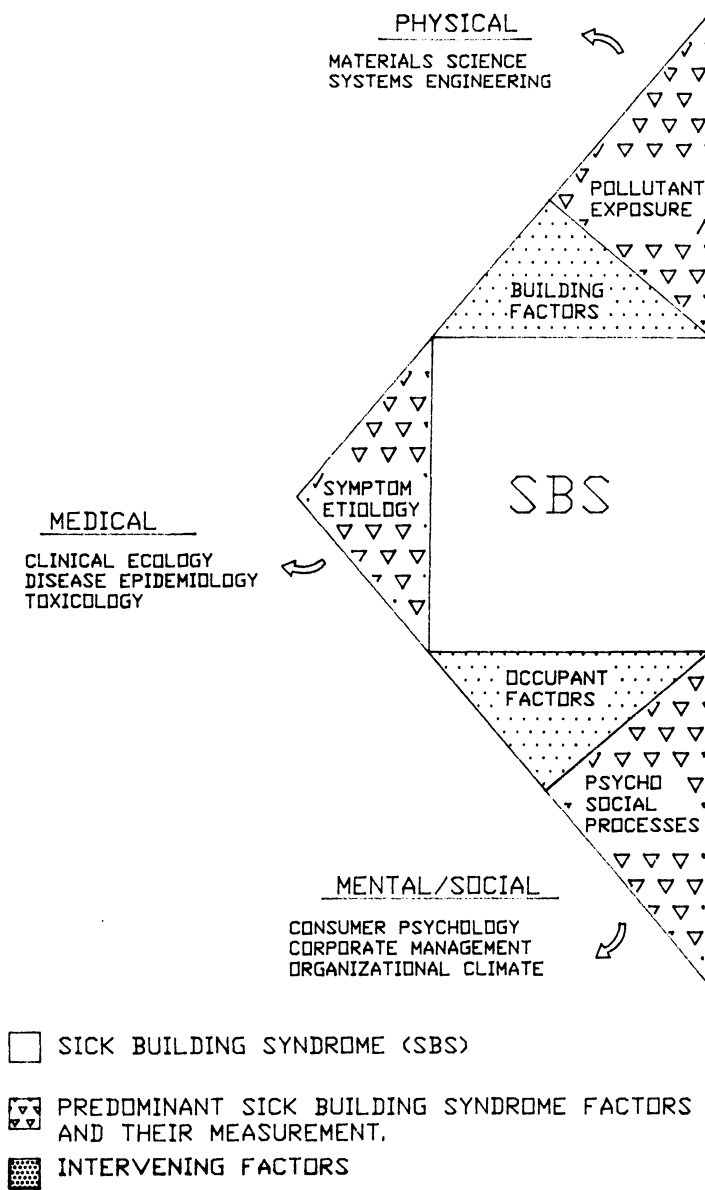 PHYSICAL
MATERIALS SCIENCE
SYSTEMS ENGINEERING
POLLUTANT
EXPOSURE
BUILDING
FACTORS
SBS
SYMPTOM
ETIOLOGY
MEDICAL
CLINICAL ECOLOGY
DISEASE EPIDEMIOLOGY
TOXICOLOGY
OCCUPANT
FACTORS
PSYCHO
SOCIAL
PROCESSES
MENTAL/SOCIAL
CONSUMER PSYCHOLOGY
CORPORATE MANAGEMENT
ORGANIZATIONAL CLIMATE
SICK BUILDING SYNDROME (SBS)
PREDOMINANT SICK BUILDING SYNDROME FACTORS
AND THEIR MEASUREMENT.
INTERVENING FACTORS